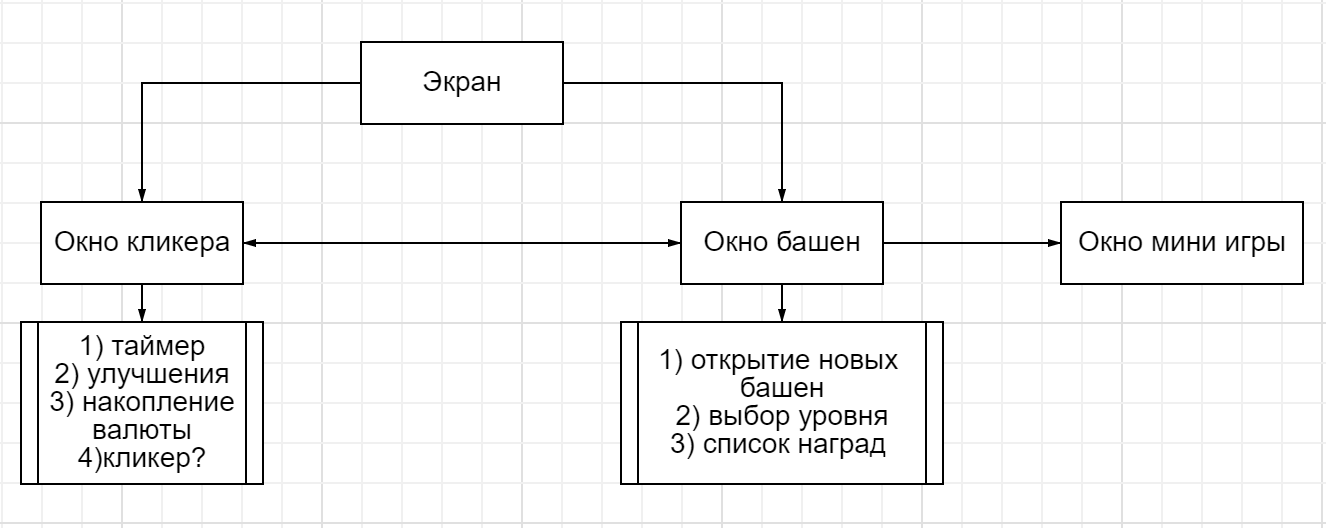 Экран
Окно кликера
Окно башен
Окно мини игры
1) таймер
2) улучшения
3) накопление
валюты
4)кликер?
1) открытие новых
башен
2) выбор уровня
3) список наград